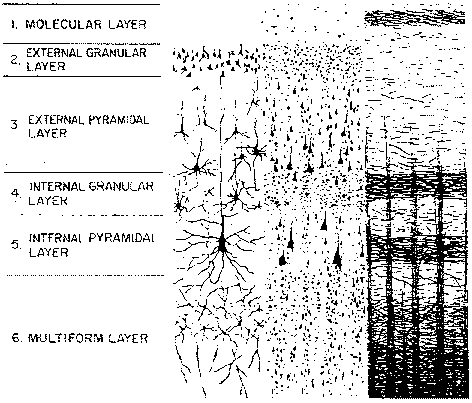 1. MOLECULAR LAYER
2. EXTERNAL GRANULAR
LAYER
3 EXTERNAL PYRAMIDAL
LAYER
4. INTERNAL GRANULAR
LAYER
5. INTERNAL PYRAMIDAL
LAYER
6. MULTIFORM LAYER